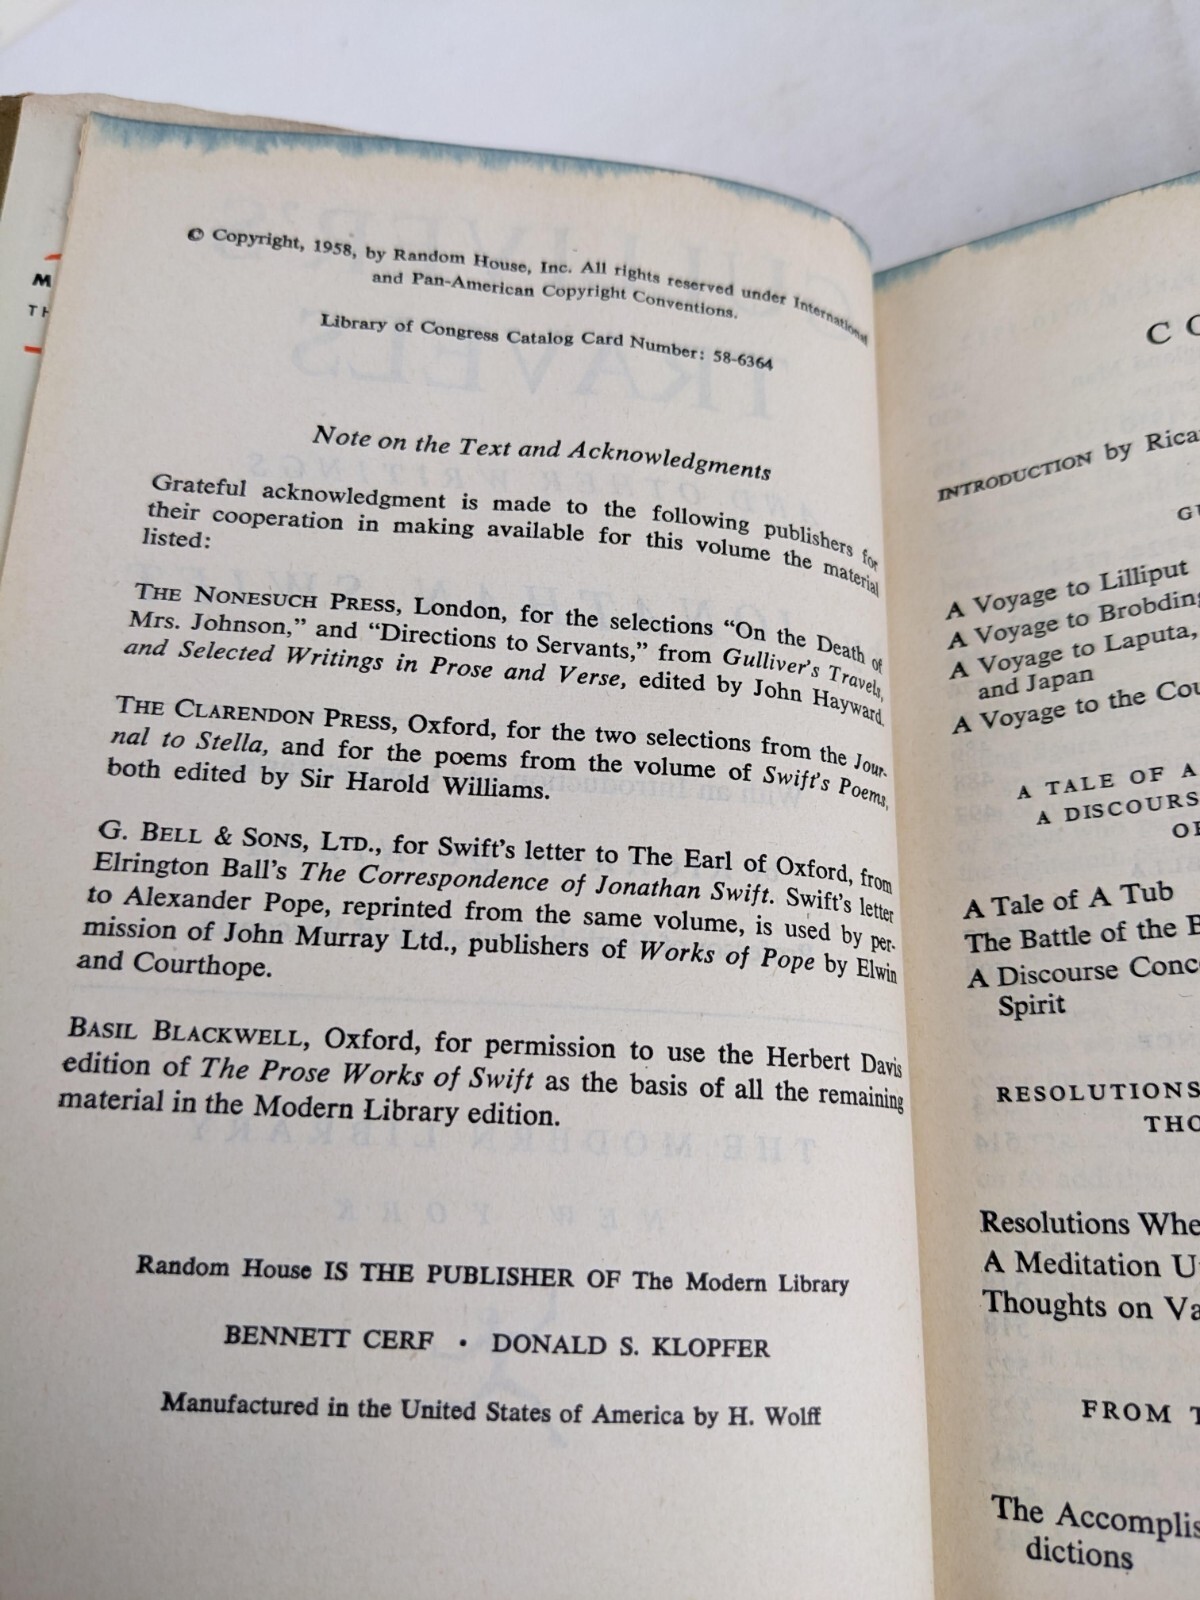 © Copyright, 1958, by Random House, Inc. All rights reserved under International
and Pan-American Copyright Conventions.
Library of Congress Catalog Card Number: 58-6364
Note on the Text and Acknowledgments
Grateful acknowledgment is made to the following publishers for
their cooperation in making available for this volume the material
listed:
THE NONESUCH PRESS, London, for the selections “On the Death of
Mrs. Johnson,” and “Directions to Servants,” from Gulliver’s Travels,
and Selected Writings in Prose and Verse, edited by John Hayward.
THE CLARENDON PRESS, Oxford, for the two selections from the Jour-
nal to Stella, and for the poems from the volume of Swift’s Poems,
both edited by Sir Harold Williams.
G. BELL & SONS, LTD., for Swift’s letter to The Earl of Oxford, from
Elrington Ball’s The Correspondence of Jonathan Swift. Swift’s letter
to Alexander Pope, reprinted from the same volume, is used by per-
mission of John Murray Ltd., publishers of Works of Pope by Elwin
and Courthope.
BASIL BLACKWELL, Oxford, for permission to use the Herbert Davis
edition of The Prose Works of Swift as the basis of all the remaining
material in the Modern Library edition.
Random House IS THE PUBLISHER OF The Modern Library
BENNETT CERF · DONALD S. KLOPFER
Manufactured in the United States of America by H. Wolff
M
TH
CO
INTRODUCTION by Rica
GU
A Voyage to Lilliput
A Voyage to Brobding
A Voyage to Laputa,
and Japan
A Voyage to the Cou
A TALE OF A
A DISCOURS
OF
A Tale of A Tub
The Battle of the B
A Discourse Conc
Spirit
RESOLUTIONS
THO
Resolutions Whe
A Meditation U
Thoughts on Va
FROM T
The Accomplis
dictions